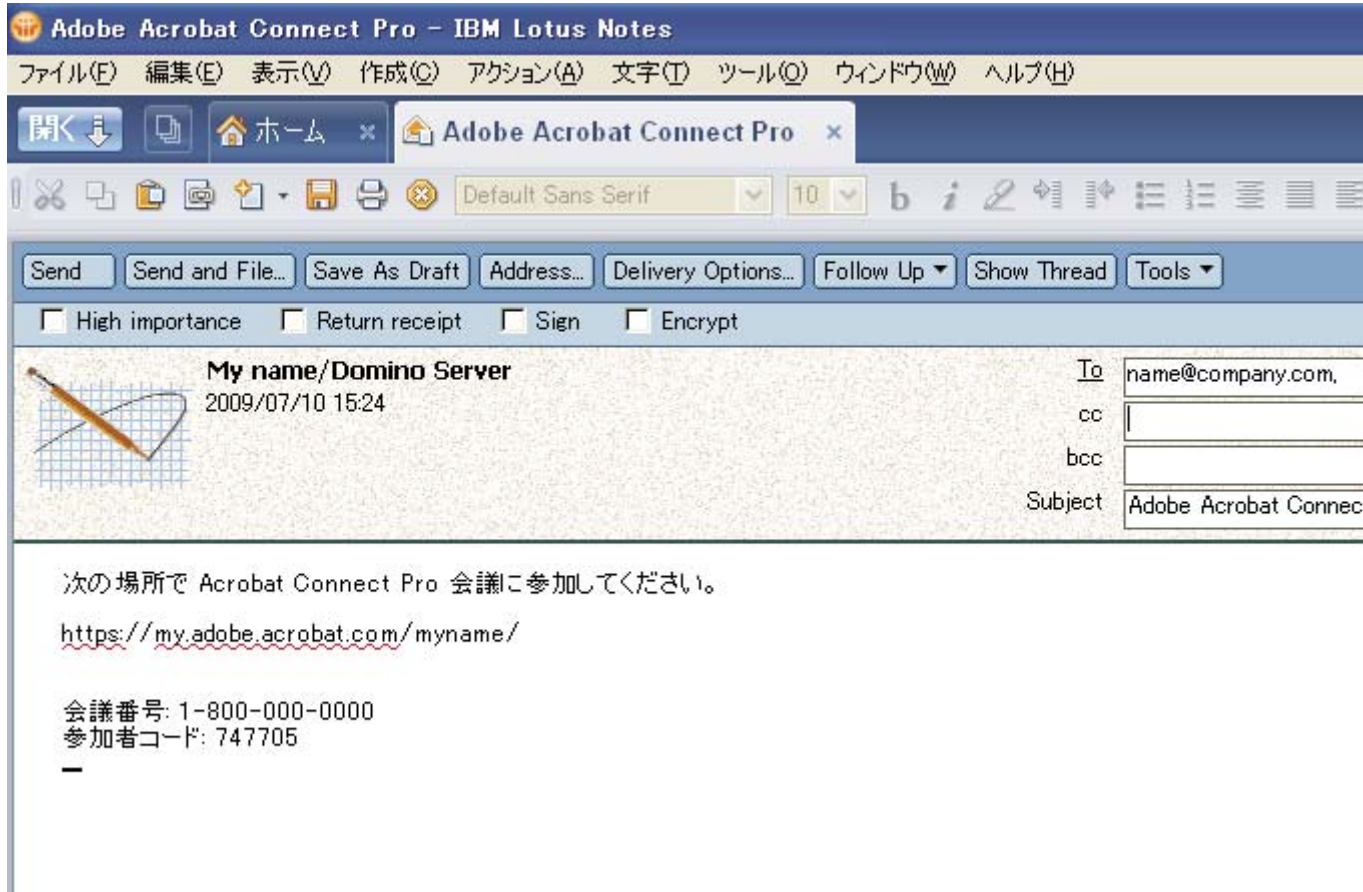 Adobe Acrobat Connect Pro - IBM Lotus Notes
ファイル(F) 編集(E) 表示(V) 作成(C) アクション(A) 文字(T) ツール(O) ウィンドウ(W) ヘルプ(H)
開く ホーム Adobe Acrobat Connect Pro
Default Sans Serif 10 b i
Send Send and File... Save As Draft Address... Delivery Options... Follow Up Show Thread Tools
High importance Return receipt Sign Encrypt
My name/Domino Server To name@company.com,
2009/07/10 15:24
cc
bcc
Subject Adobe Acrobat Connec
次の場所で Acrobat Connect Pro 会議に参加してください。
https://my.adobe.acrobat.com/myname/
会議番号: 1-800-000-0000
参加者コード: 747705